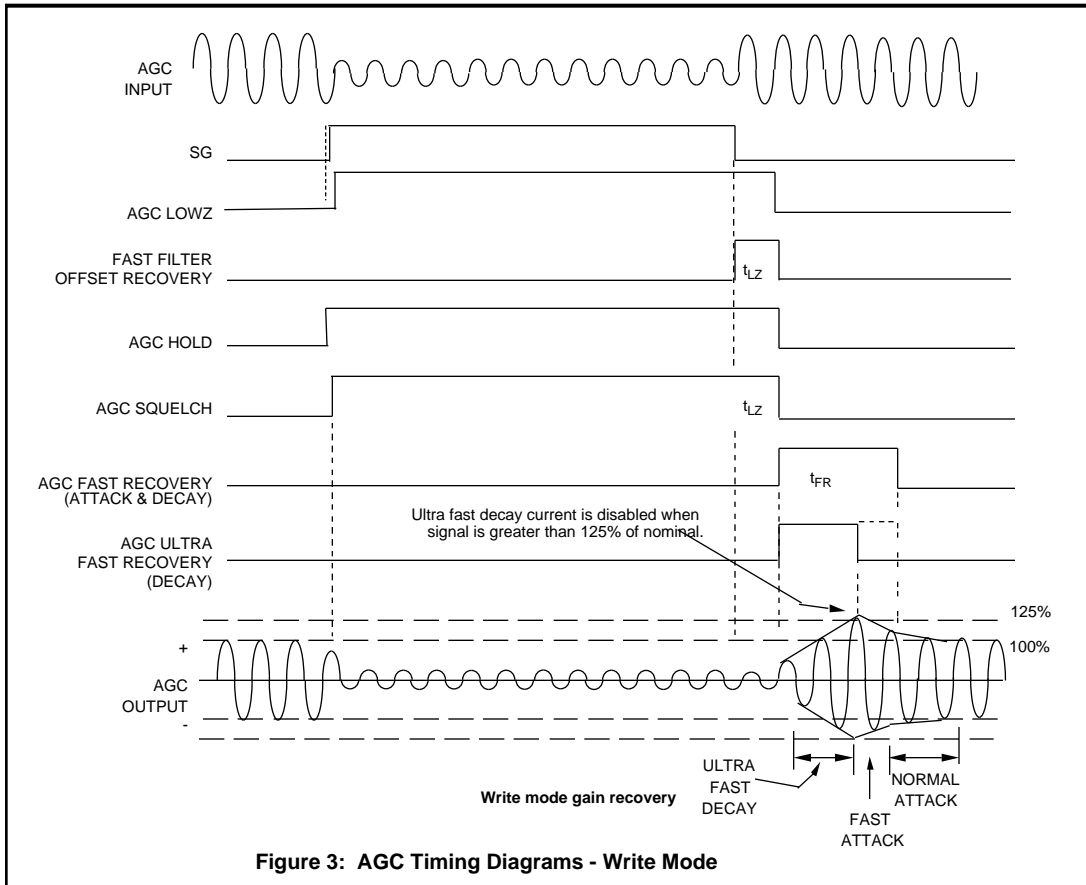 AGC
INPUT
SG
AGC LOWZ
FAST FILTER
OFFSET RECOVERY
tLZ
AGC HOLD
AGC SQUELCH
tLZ
AGC FAST RECOVERY
(ATTACK & DECAY)
tFR
Ultra fast decay current is disabled when
signal is greater than 125% of nominal.
AGC ULTRA
FAST RECOVERY
(DECAY)
125%
+
100%
AGC
OUTPUT
-
ULTRA
FAST
DECAY
NORMAL
ATTACK
FAST
ATTACK
Write mode gain recovery
Figure 3: AGC Timing Diagrams - Write Mode